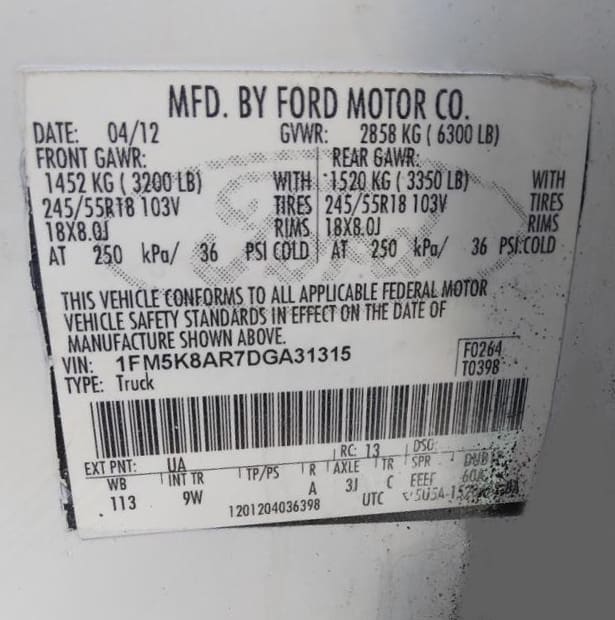 MFD. BY FORD MOTOR CO.
DATE: 04/12 GVWR: 2858 KG ( 6300 LB)
FRONT GAWR: REAR GAWR:
1452 KG ( 3200 LB) WITH 1520 KG ( 3350 LB) WITH
245/55R18 103V TIRES 245/55R18 103V TIRES
18X8.0J RIMS 18X8.0J RIMS
AT 250 kPa/ 36 PSI COLD AT 250 kPa/ 36 PSI COLD
Ford
THIS VEHICLE CONFORMS TO ALL APPLICABLE FEDERAL MOTOR
VEHICLE SAFETY STANDARDS IN EFFECT ON THE DATE OF
MANUFACTURE SHOWN ABOVE.
VIN: 1FM5K8AR7DGA31315 F0264
TYPE: Truck T0398
EXT PNT: UA RC: 13 DSO:
WB INT TR TP/PS R AXLE TR SPR
113 9W A 3J C EEEF
1201204036398 UTC